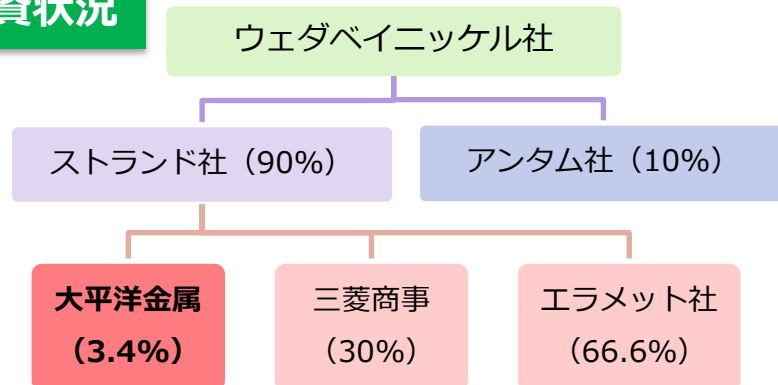 資状況
ウェダベイニッケル社
ストランド社（90%）
アンタム社（10%）
大平洋金属
（3.4%）
三菱商事
（30%）
エラメット社
（66.6%）